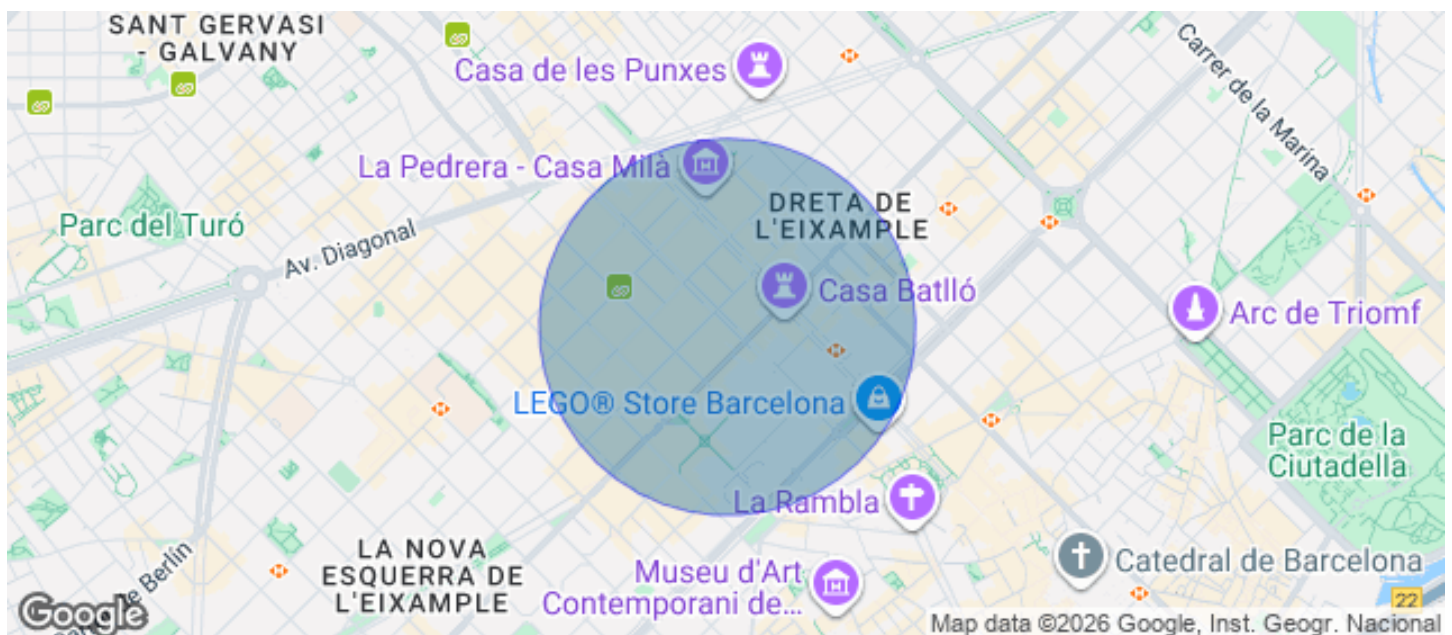 SANT GERVASI
- GALVANY
Casa de les Punxes
Carrer de la Marina
La Pedrera - Casa Milà
DRETA DE
L'EIXAMPLE
Parc del Turó
Av. Diagonal
Casa Batlló
Arc de Triomf
LEGO® Store Barcelona
Parc de la
Ciutadella
La Rambla
LA NOVA
ESQUERRA DE
L'EIXAMPLE
Museu d'Art
Contemporani de...
Catedral de Barcelona
de Berlín
22
Google
Map data ©2026 Google, Inst. Geogr. Nacional